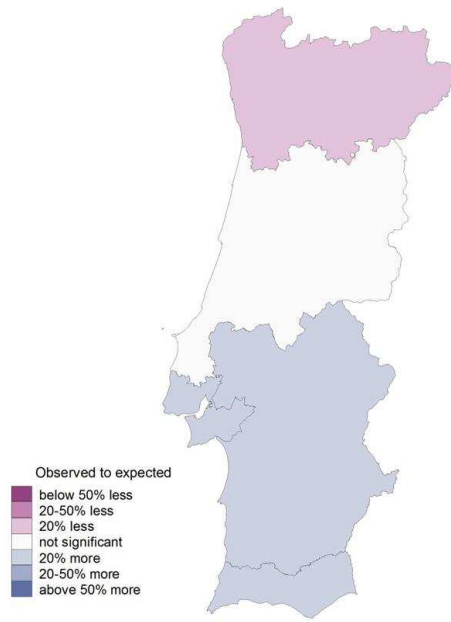 Observed to expected
below 50% less
20-50% less
20% less
not significant
20% more
20-50% more
above 50% more